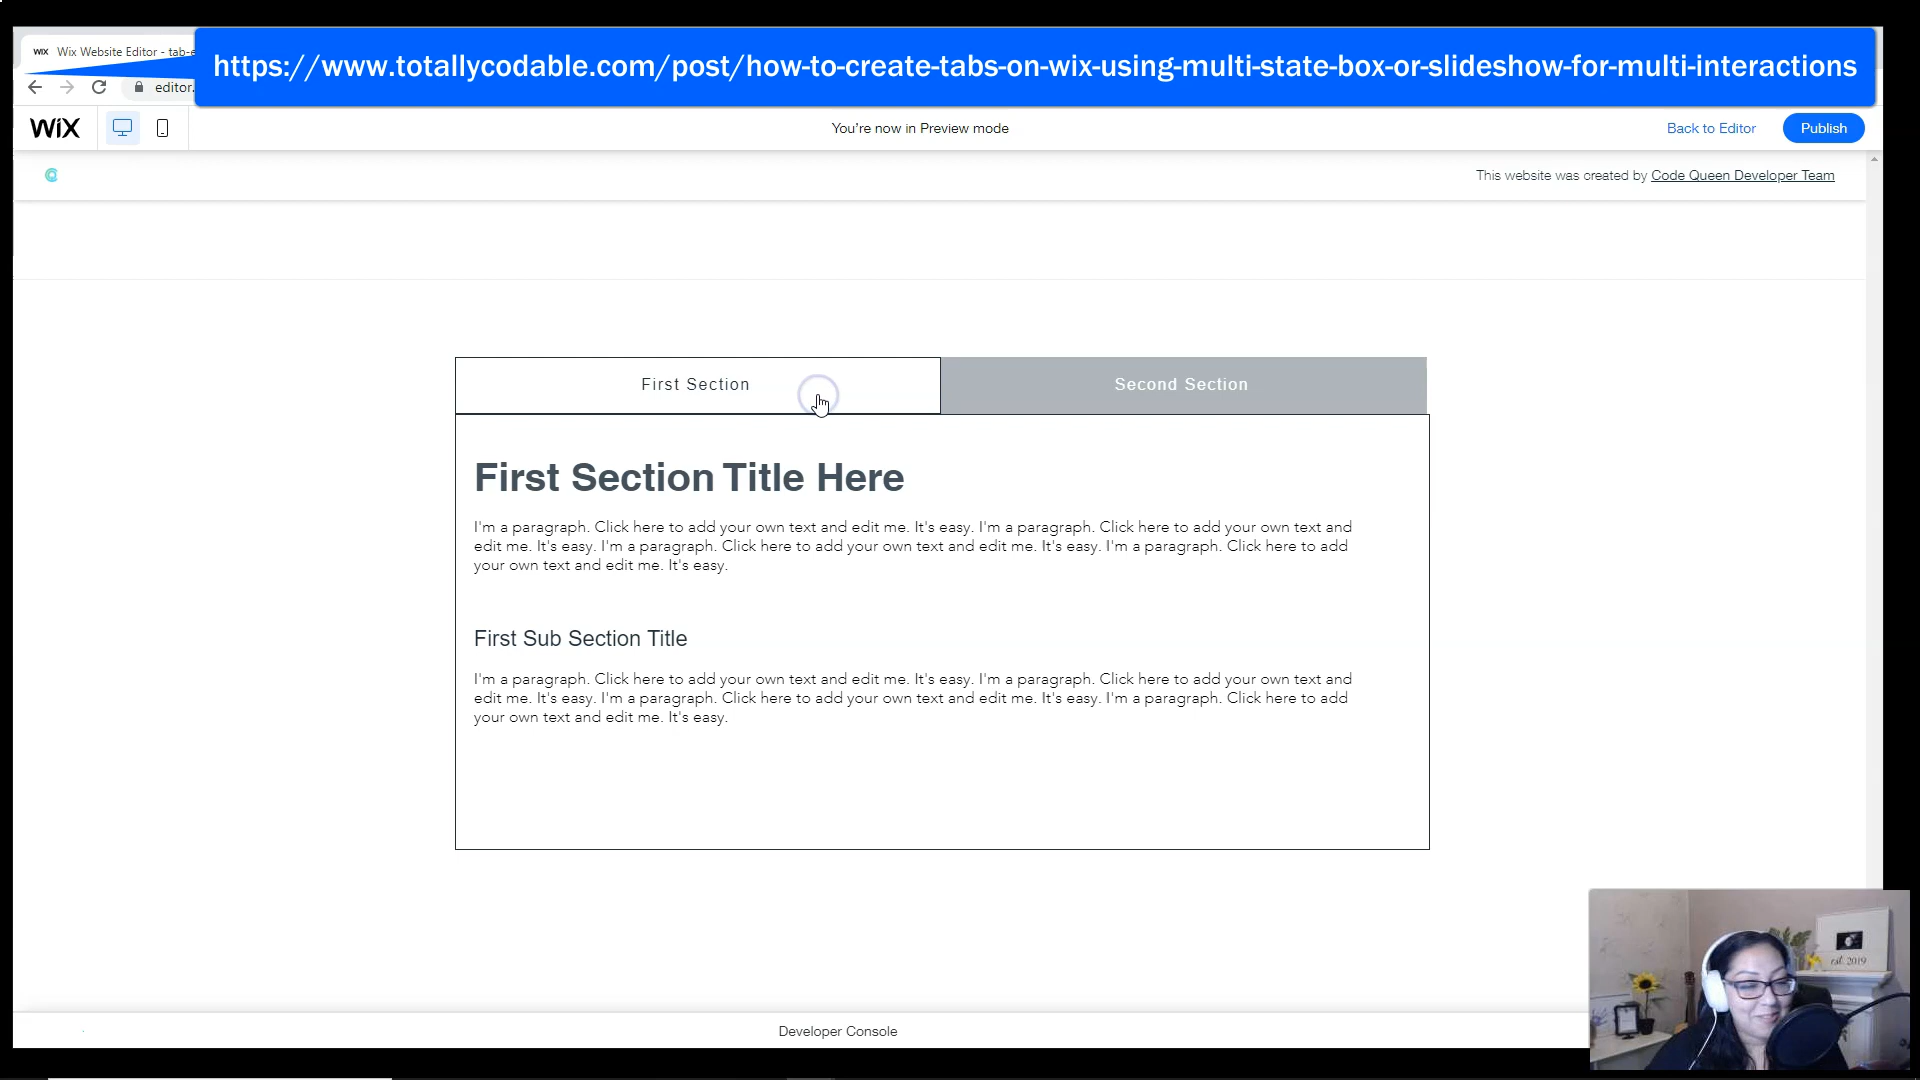 WiX Wix Website Editor - tab-e
https://www.totallycodable.com/post/how-to-create-tabs-on-wix-using-multi-state-box-or-slideshow-for-multi-interactions
editor.
WiX
You're now in Preview mode
Back to Editor
Publish
This website was created by Code Queen Developer Team
First Section
Second Section
First Section Title Here
I'm a paragraph. Click here to add your own text and edit me. It's easy. I'm a paragraph. Click here to add your own text and
edit me. It's easy. I'm a paragraph. Click here to add your own text and edit me. It's easy. I'm a paragraph. Click here to add
your own text and edit me. It's easy.
First Sub Section Title
I'm a paragraph. Click here to add your own text and edit me. It's easy. I'm a paragraph. Click here to add your own text and
edit me. It's easy. I'm a paragraph. Click here to add your own text and edit me. It's easy. I'm a paragraph. Click here to add
your own text and edit me. It's easy.
est. 2019
Developer Console